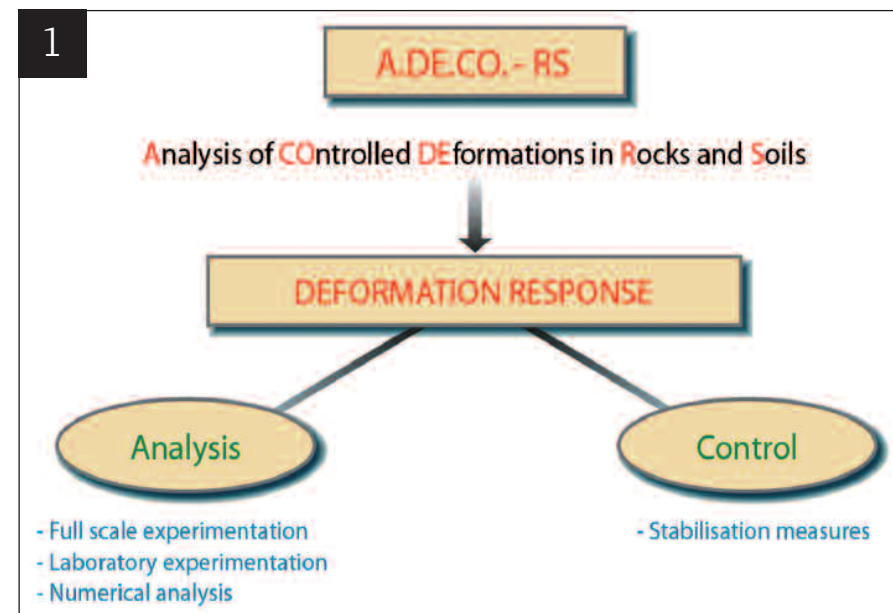 1
A.DE.CO. - RS
Analysis of COntrolled DEformations in Rocks and Soils
DEFORMATION RESPONSE
Analysis
- Full scale experimentation
- Laboratory experimentation
- Numerical analysis
Control
- Stabilisation measures